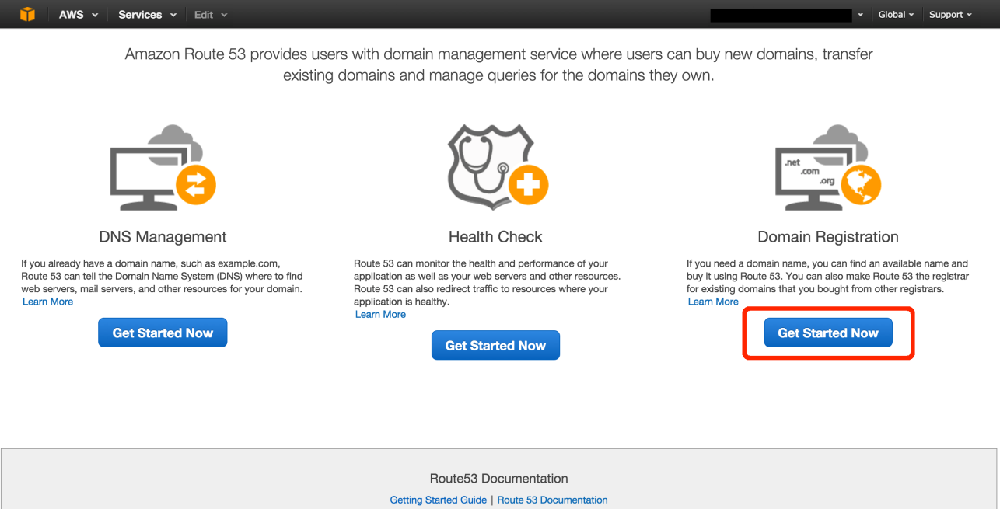 AWS Services Edit Global Support
Amazon Route 53 provides users with domain management service where users can buy new domains, transfer
existing domains and manage queries for the domains they own.
.net
.com
.org
DNS Management
If you already have a domain name, such as example.com,
Route 53 can tell the Domain Name System (DNS) where to find
web servers, mail servers, and other resources for your domain.
Learn More
Get Started Now
Health Check
Route 53 can monitor the health and performance of your
application as well as your web servers and other resources.
Route 53 can also redirect traffic to resources where your
application is healthy.
Learn More
Get Started Now
Domain Registration
If you need a domain name, you can find an available name and
buy it using Route 53. You can also make Route 53 the registrar
for existing domains that you bought from other registrars.
Learn More
Get Started Now
Route53 Documentation
Getting Started Guide | Route 53 Documentation